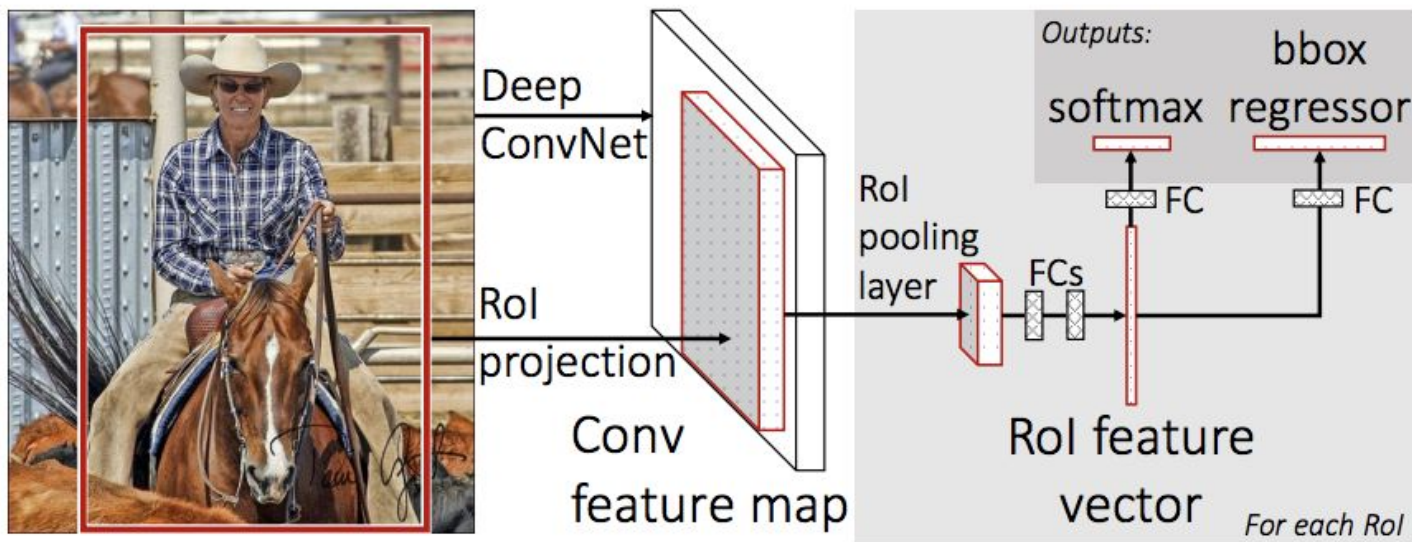 Deep
ConvNet
RoI
projection
Conv
feature map
RoI
pooling
layer
FCs
RoI feature
vector
For each RoI
Outputs:
softmax
bbox
regressor
FC
FC